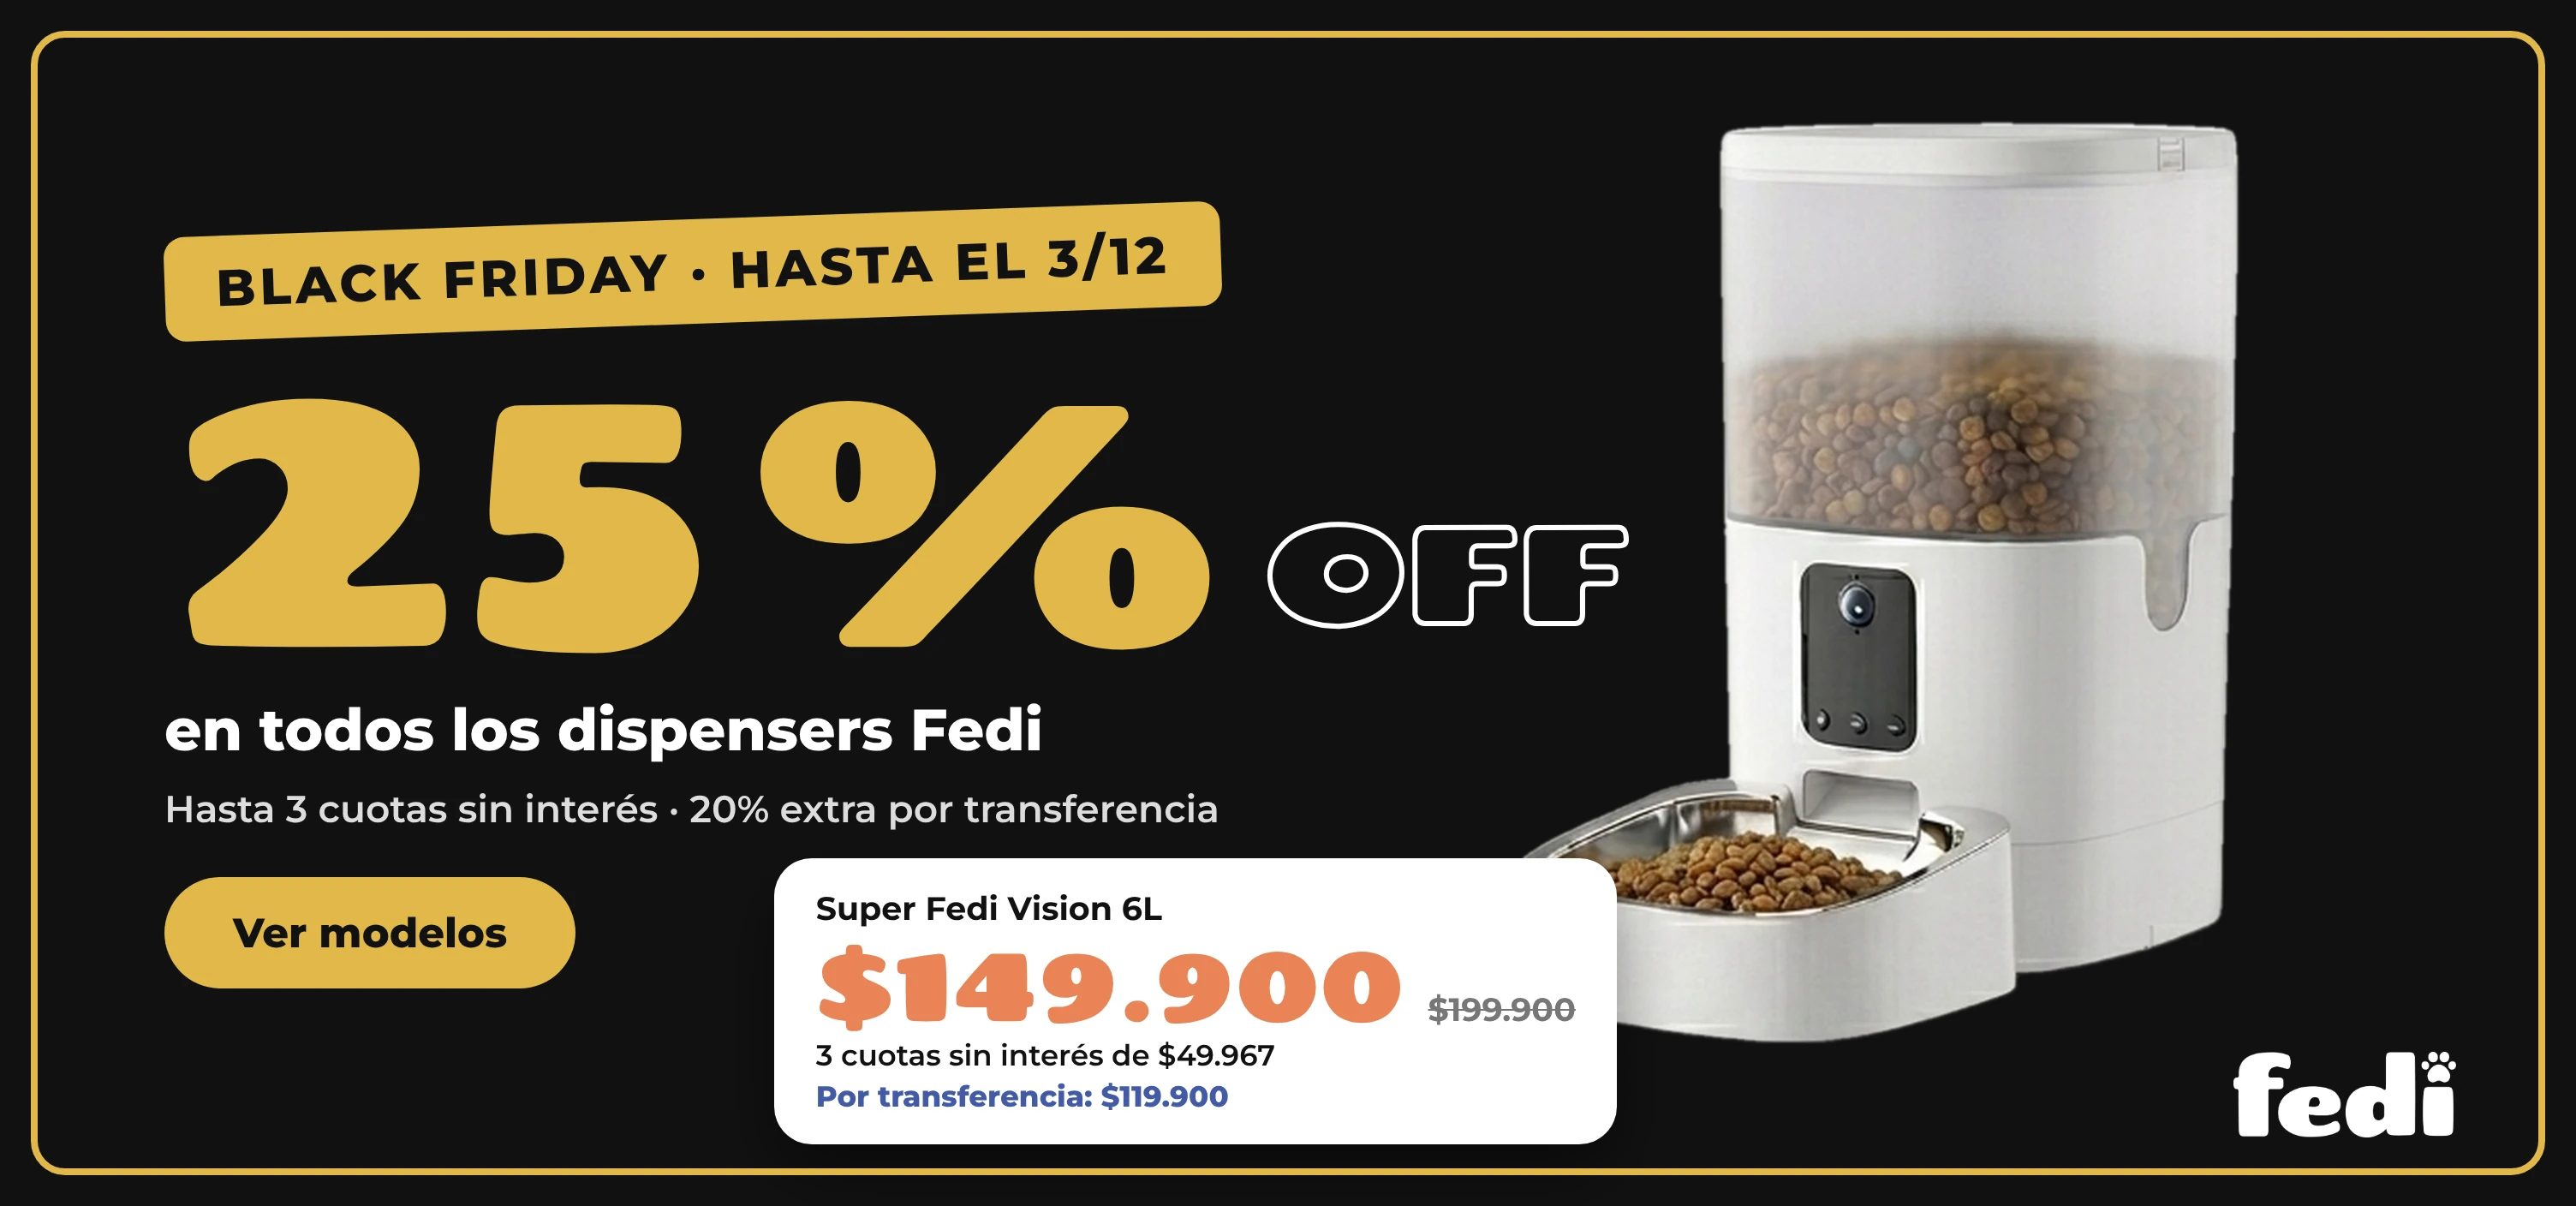 BLACK FRIDAY · HASTA EL 3/12
25% OFF
en todos los dispensers Fedi
Hasta 3 cuotas sin interés · 20% extra por transferencia
Ver modelos
Super Fedi Vision 6L
$149.900 $199.900
3 cuotas sin interés de $49.967
Por transferencia: $119.900
fedi